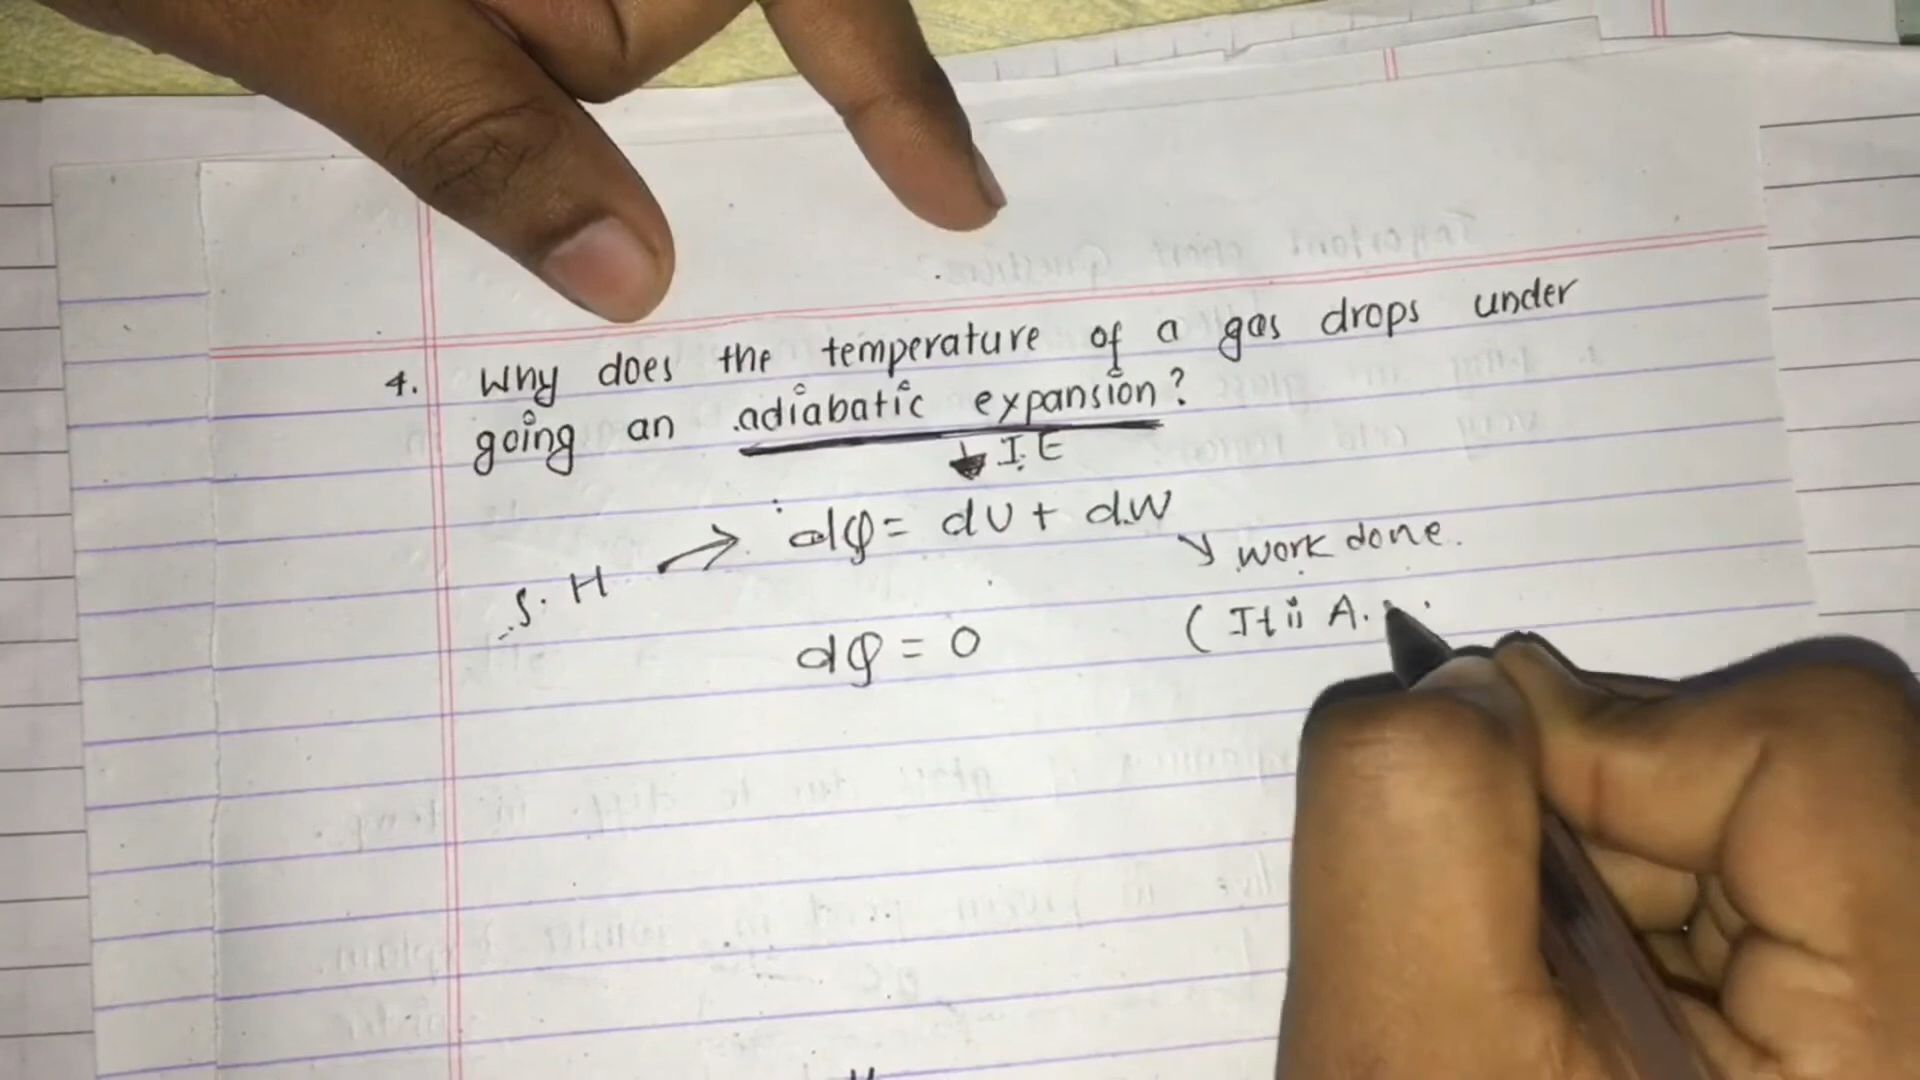 4. Why does the temperature of a gas drops under
going an adiabatic expansion?
I.E
dQ = dU + dW
work done.
S. H
(It is A.
dQ = 0